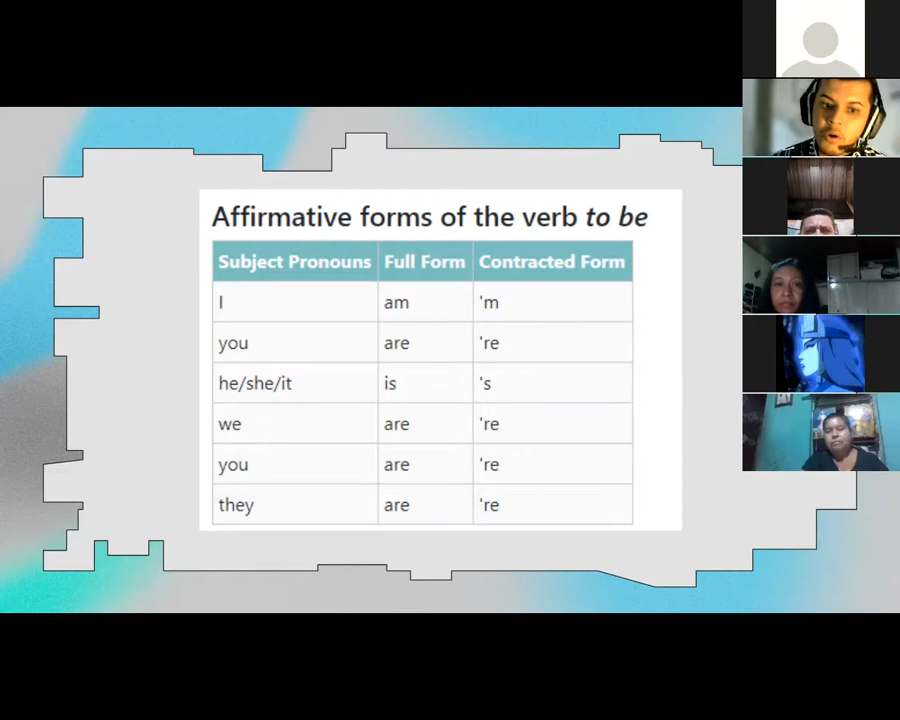 Affirmative forms of the verb to be
Subject Pronouns Full Form Contracted Form
I am 'm
you are 're
he/she/it is 's
we are 're
you are 're
they are 're